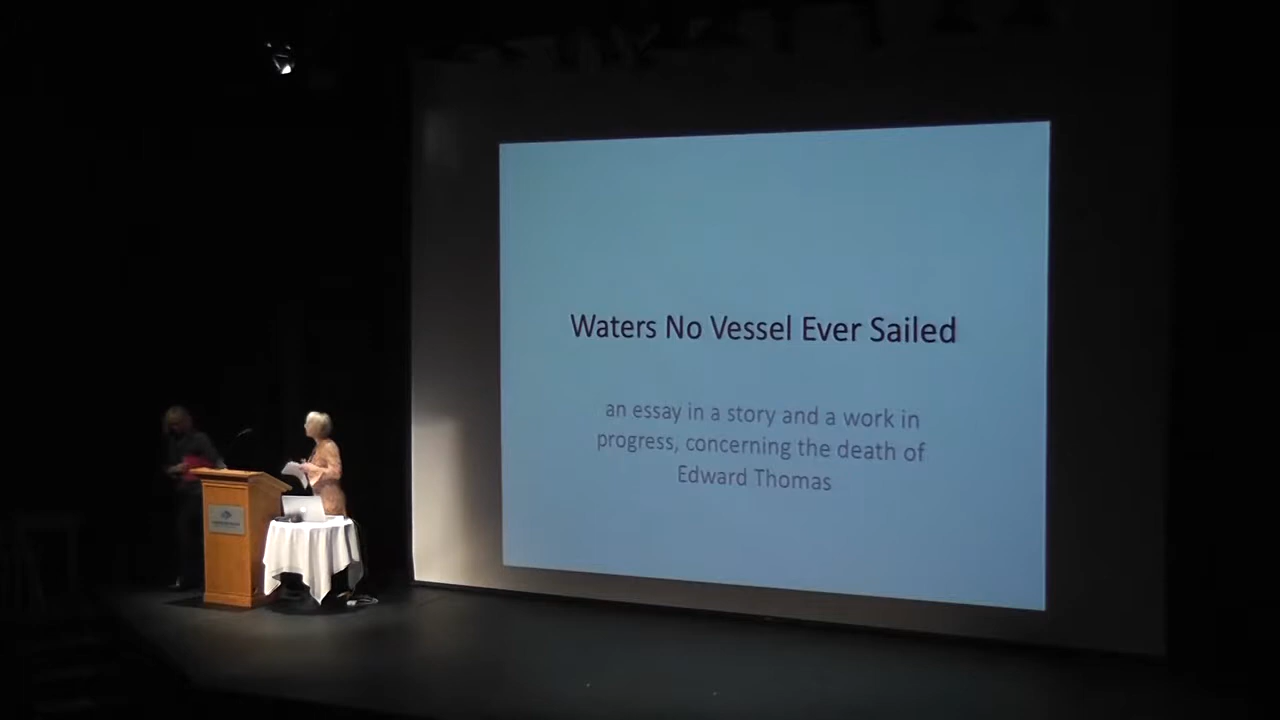 Waters No Vessel Ever Sailed
an essay in a story and a work in
progress, concerning the death of
Edward Thomas